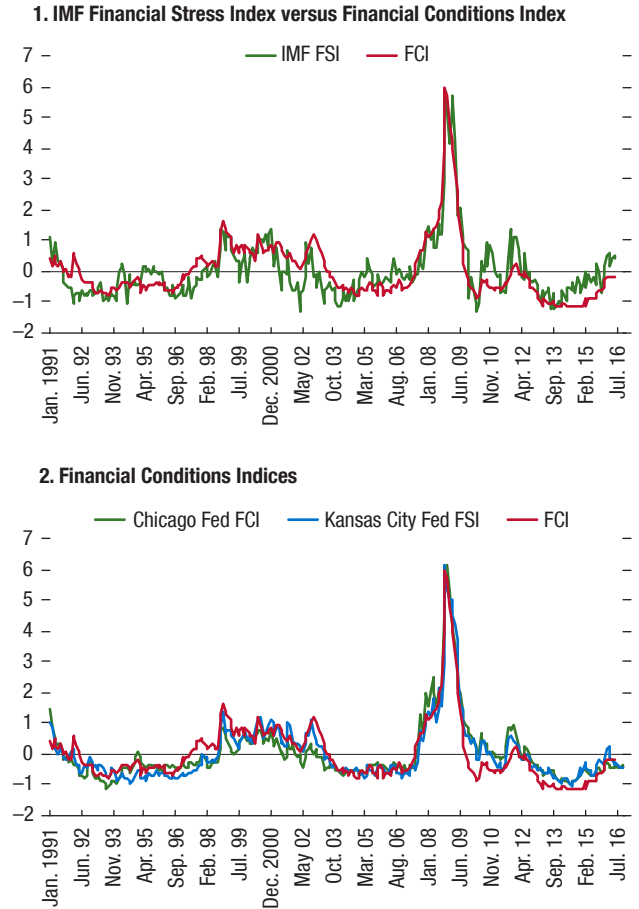 1. IMF Financial Stress Index versus Financial Conditions Index
IMF FSI
FCI
7
6
5
4
3
2
1
0
–1
–2
Jan. 1991
Jun. 92
Nov. 93
Apr. 95
Sep. 96
Feb. 98
Jul. 99
Dec. 2000
May 02
Oct. 03
Mar. 05
Aug. 06
Jan. 08
Jun. 09
Nov. 10
Apr. 12
Sep. 13
Feb. 15
Jul. 16
2. Financial Conditions Indices
Chicago Fed FCI
Kansas City Fed FSI
FCI
7
6
5
4
3
2
1
0
–1
–2
Jan. 1991
Jun. 92
Nov. 93
Apr. 95
Sep. 96
Feb. 98
Jul. 99
Dec. 2000
May 02
Oct. 03
Mar. 05
Aug. 06
Jan. 08
Jun. 09
Nov. 10
Apr. 12
Sep. 13
Feb. 15
Jul. 16